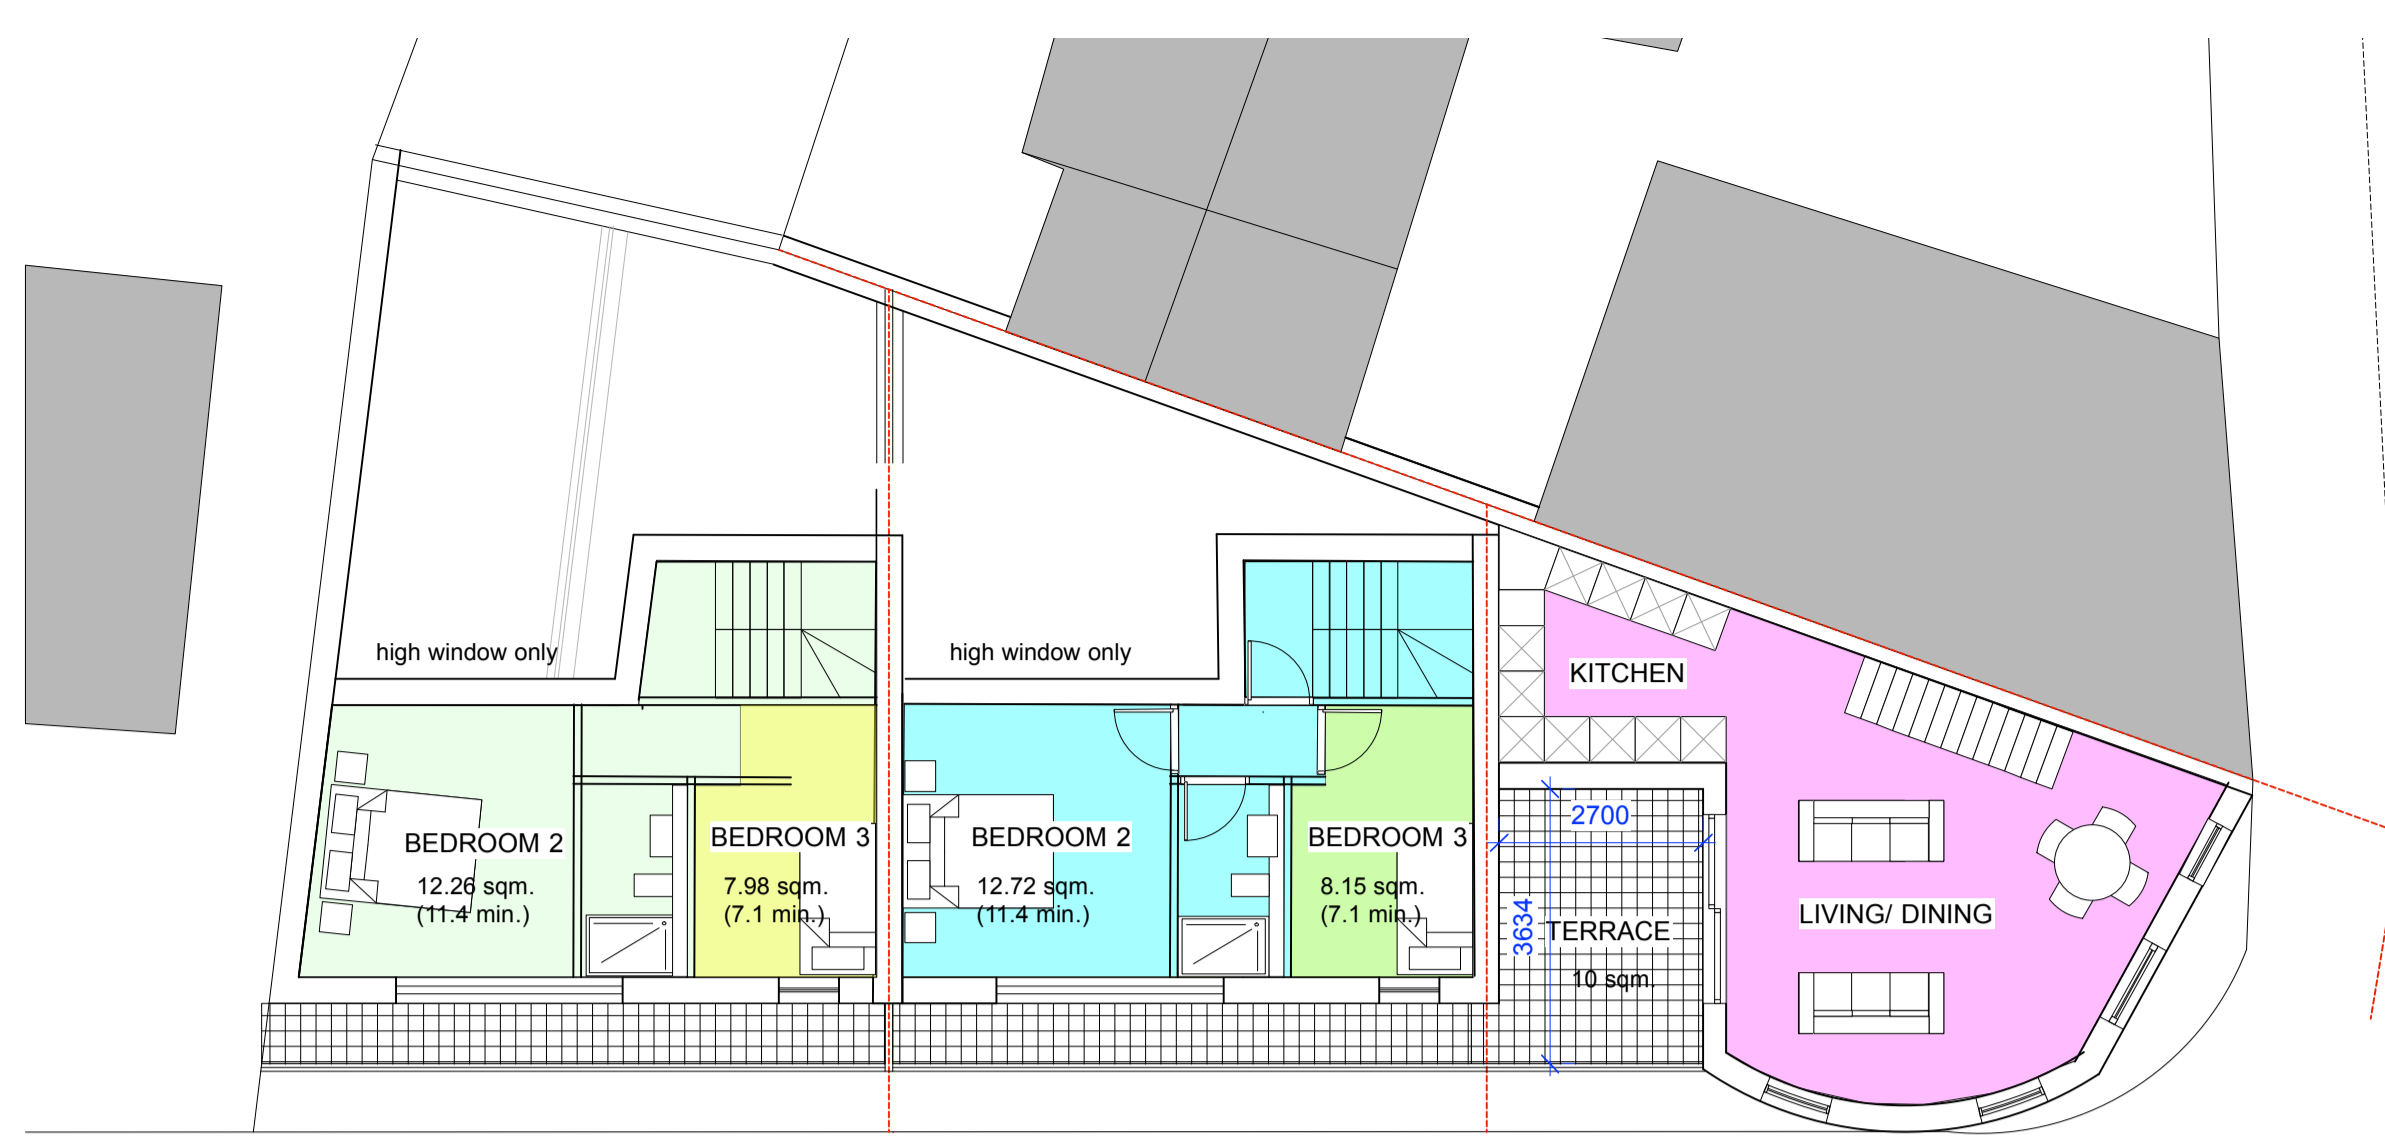 high window only
high window only
KITCHEN
2700
BEDROOM 2
12.26 sqm.
(11.4 min.)
BEDROOM 3
7.98 sqm.
(7.1 min.)
BEDROOM 2
12.72 sqm.
(11.4 min.)
BEDROOM 3
8.15 sqm.
(7.1 min.)
3634
TERRACE
10 sqm.
LIVING/ DINING